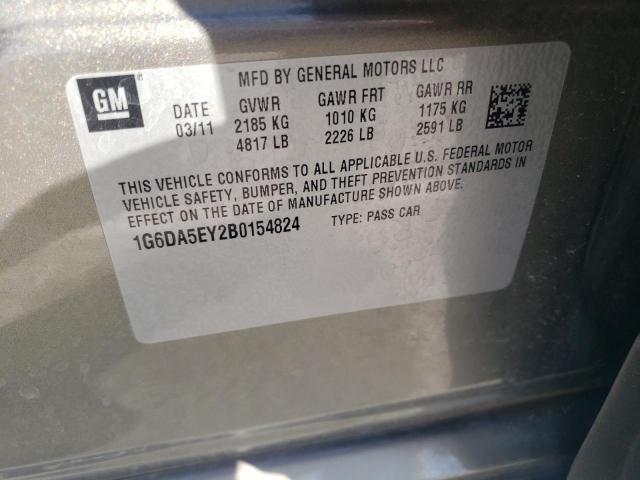 MFD BY GENERAL MOTORS LLC
GM
DATE GVWR GAWR FRT GAWR RR
03/11 2185 KG 1010 KG 1175 KG
4817 LB 2226 LB 2591 LB
THIS VEHICLE CONFORMS TO ALL APPLICABLE U.S. FEDERAL MOTOR
VEHICLE SAFETY, BUMPER, AND THEFT PREVENTION STANDARDS IN
EFFECT ON THE DATE OF MANUFACTURE SHOWN ABOVE.
1G6DA5EY2B0154824 TYPE: PASS CAR